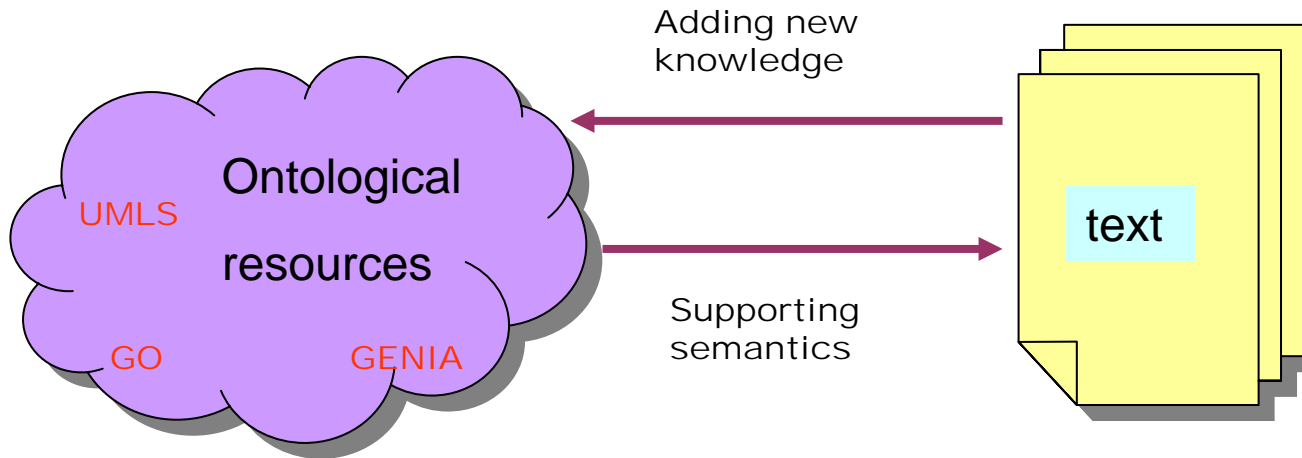 Adding new
knowledge
Ontological
resources
UMLS
GO
GENIA
text
Supporting
semantics